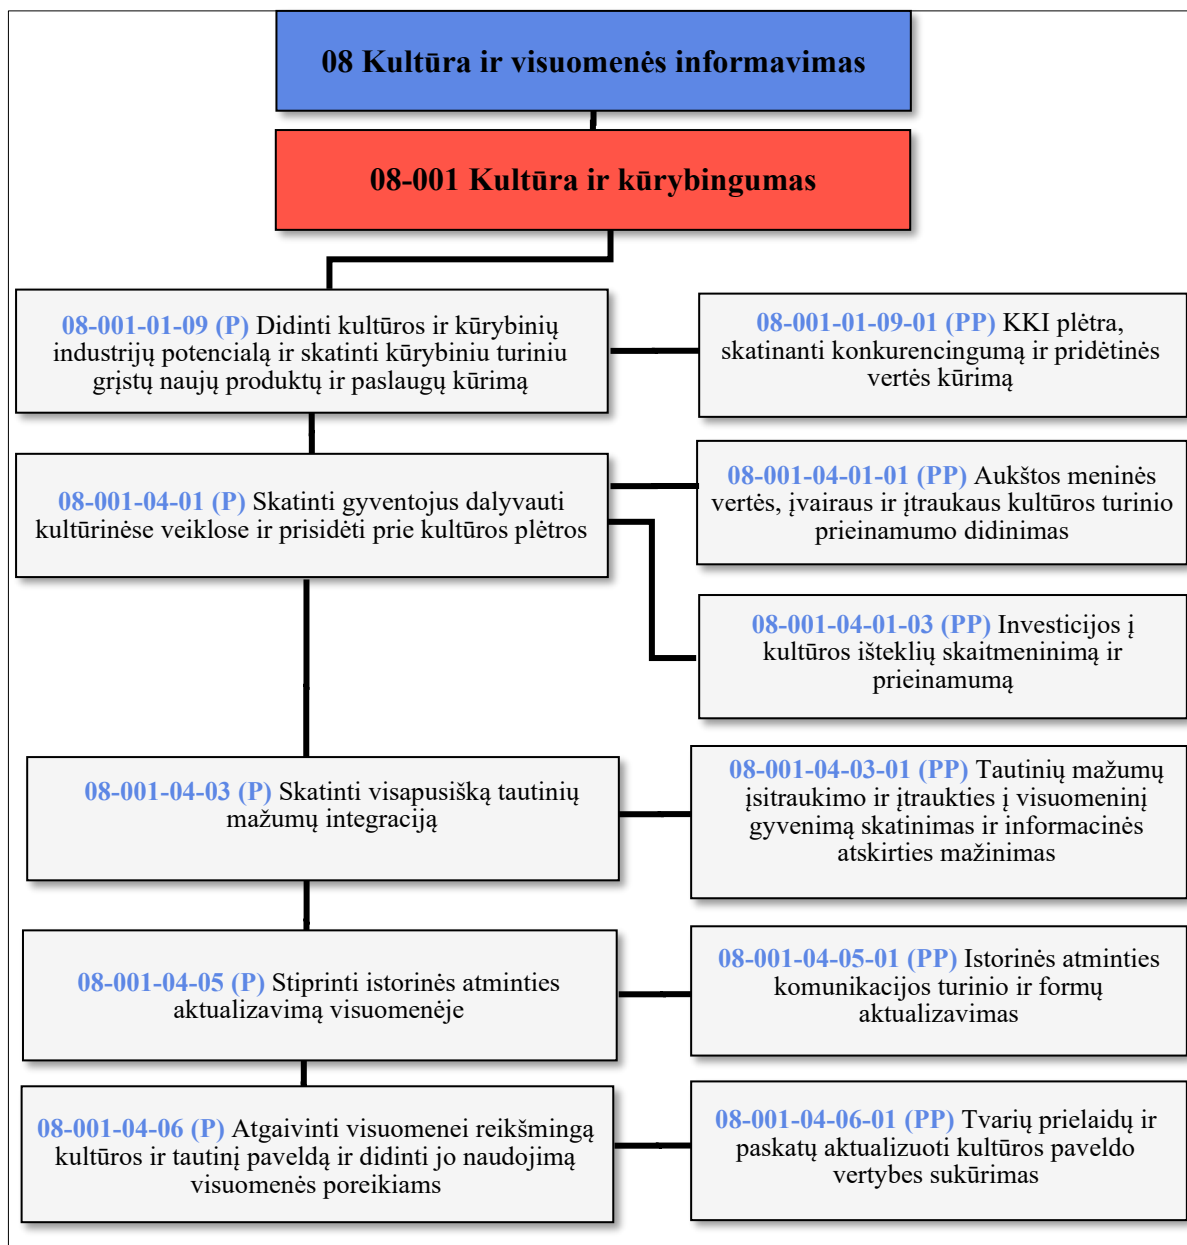 08 Kultūra ir visuomenės informavimas
08-001 Kultūra ir kūrybingumas
08-001-01-09 (P) Didinti kultūros ir kūrybinių
industrijų potencialą ir skatinti kūrybiniu turiniu
grįstų naujų produktų ir paslaugų kūrimą
08-001-01-09-01 (PP) KKI plėtra,
skatinanti konkurencingumą ir pridėtinės
vertės kūrimą
08-001-04-01 (P) Skatinti gyventojus dalyvauti
kultūrinėse veiklose ir prisidėti prie kultūros plėtros
08-001-04-01-01 (PP) Aukštos meninės
vertės, įvairaus ir įtraukaus kultūros turinio
prieinamumo didinimas
08-001-04-01-03 (PP) Investicijos į
kultūros išteklių skaitmeninimą ir
prieinamumą
08-001-04-03 (P) Skatinti visapusišką tautinių
mažumų integraciją
08-001-04-03-01 (PP) Tautinių mažumų
įsitraukimo ir įtraukties į visuomeninį
gyvenimą skatinimas ir informacinės
atskirties mažinimas
08-001-04-05 (P) Stiprinti istorinės atminties
aktualizavimą visuomenėje
08-001-04-05-01 (PP) Istorinės atminties
komunikacijos turinio ir formų
aktualizavimas
08-001-04-06 (P) Atgaivinti visuomenei reikšmingą
kultūros ir tautinį paveldą ir didinti jo naudojimą
visuomenės poreikiams
08-001-04-06-01 (PP) Tvarių prielaidų ir
paskatų aktualizuoti kultūros paveldo
vertybes sukūrimas